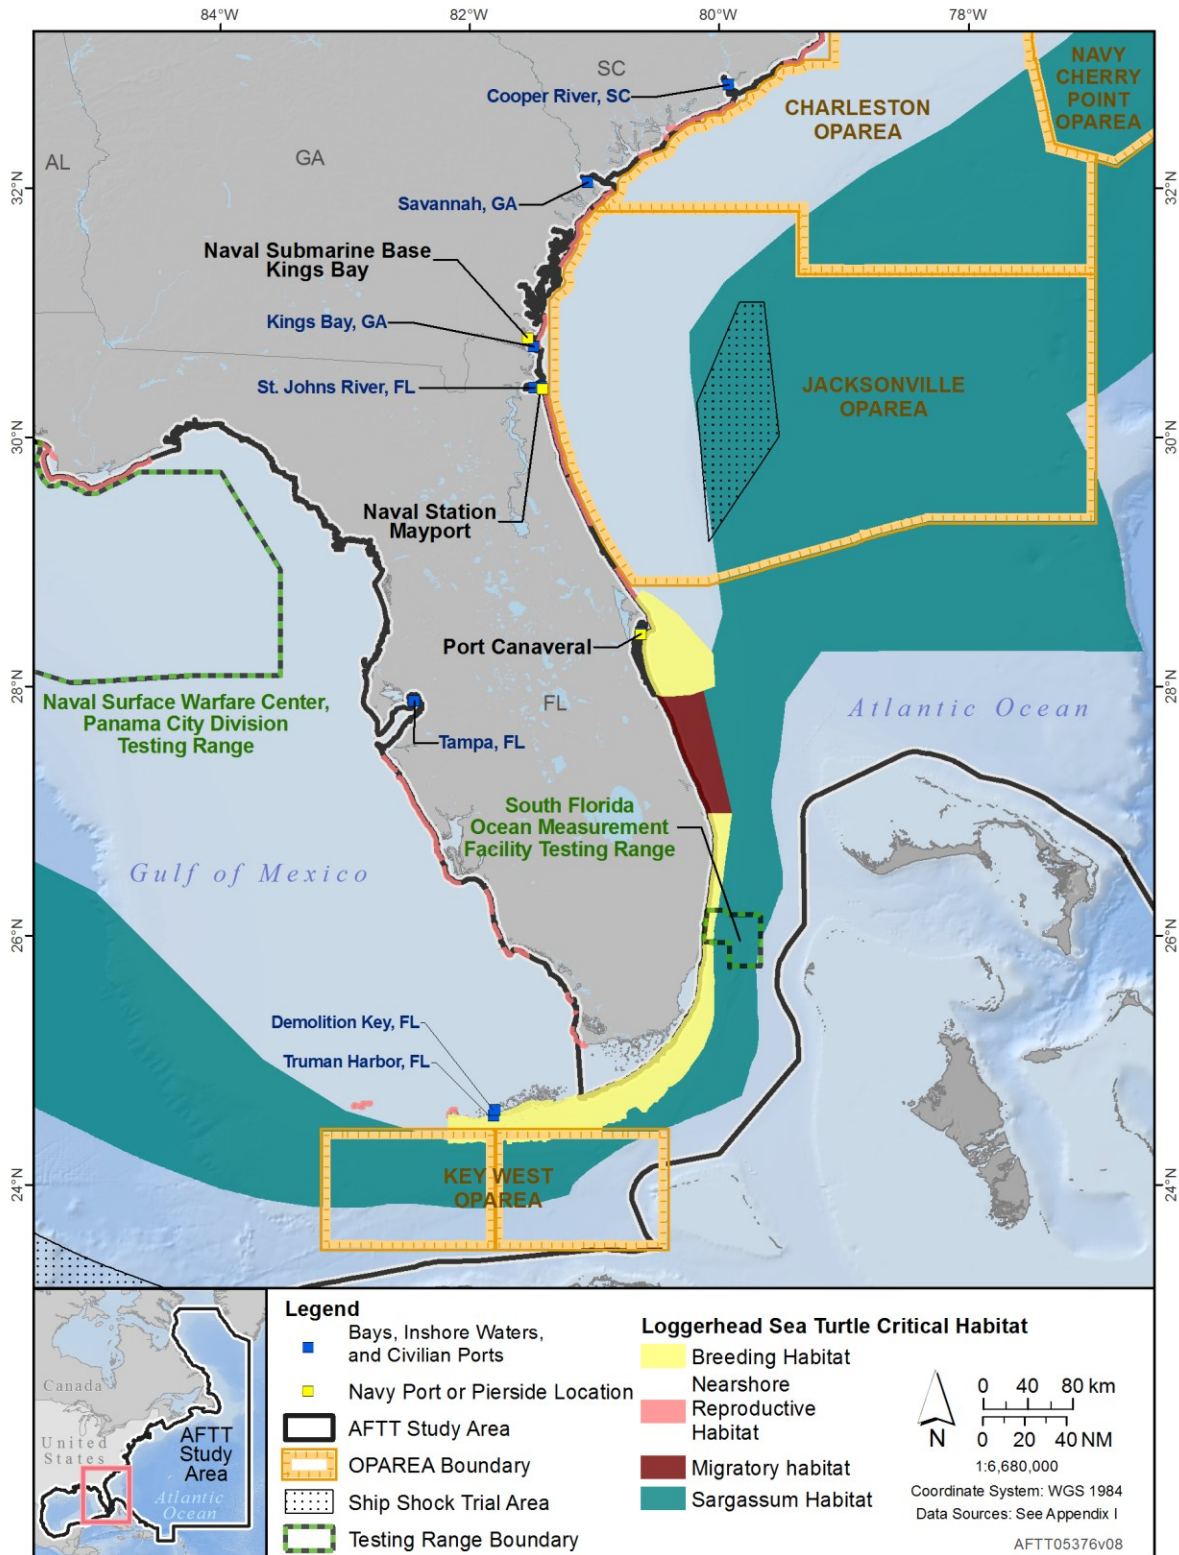 84°W
82°W
80°W
78°W
32°N
30°N
28°N
26°N
24°N
32°N
30°N
28°N
26°N
24°N
SC
GA
AL
FL
Cooper River, SC
CHARLESTON
OPAREA
NAVY
CHERRY
POINT
OPAREA
Savannah, GA
Naval Submarine Base
Kings Bay
Kings Bay, GA
St. Johns River, FL
JACKSONVILLE
OPAREA
Naval Station
Mayport
Port Canaveral
Naval Surface Warfare Center,
Panama City Division
Testing Range
Tampa, FL
Atlantic Ocean
South Florida
Ocean Measurement
Facility Testing Range
Gulf of Mexico
Demolition Key, FL
Truman Harbor, FL
KEY WEST
OPAREA
Canada
United
States
AFTT
Study
Area
Atlantic
Ocean
Legend
Bays, Inshore Waters,
and Civilian Ports
Navy Port or Pierside Location
AFTT Study Area
OPAREA Boundary
Ship Shock Trial Area
Testing Range Boundary
Loggerhead Sea Turtle Critical Habitat
Breeding Habitat
Nearshore
Reproductive
Habitat
Migratory habitat
Sargassum Habitat
N
0 40 80 km
0 20 40 NM
1:6,680,000
Coordinate System: WGS 1984
Data Sources: See Appendix I
AFTT05376v08